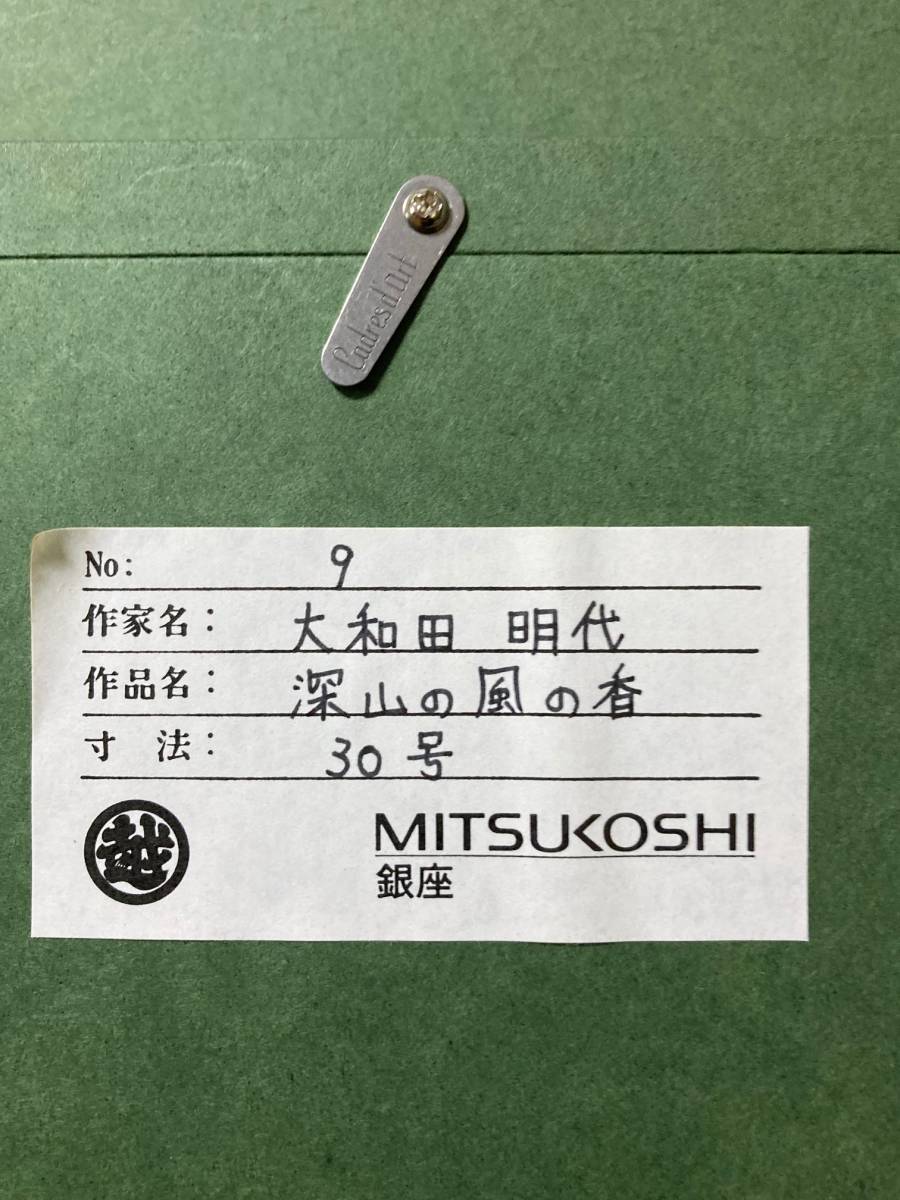 Cadres d'art
No: 9
作家名: 大和田 明代
作品名: 深山の風の香
寸 法: 30号
越
MITSUKOSHI
銀座